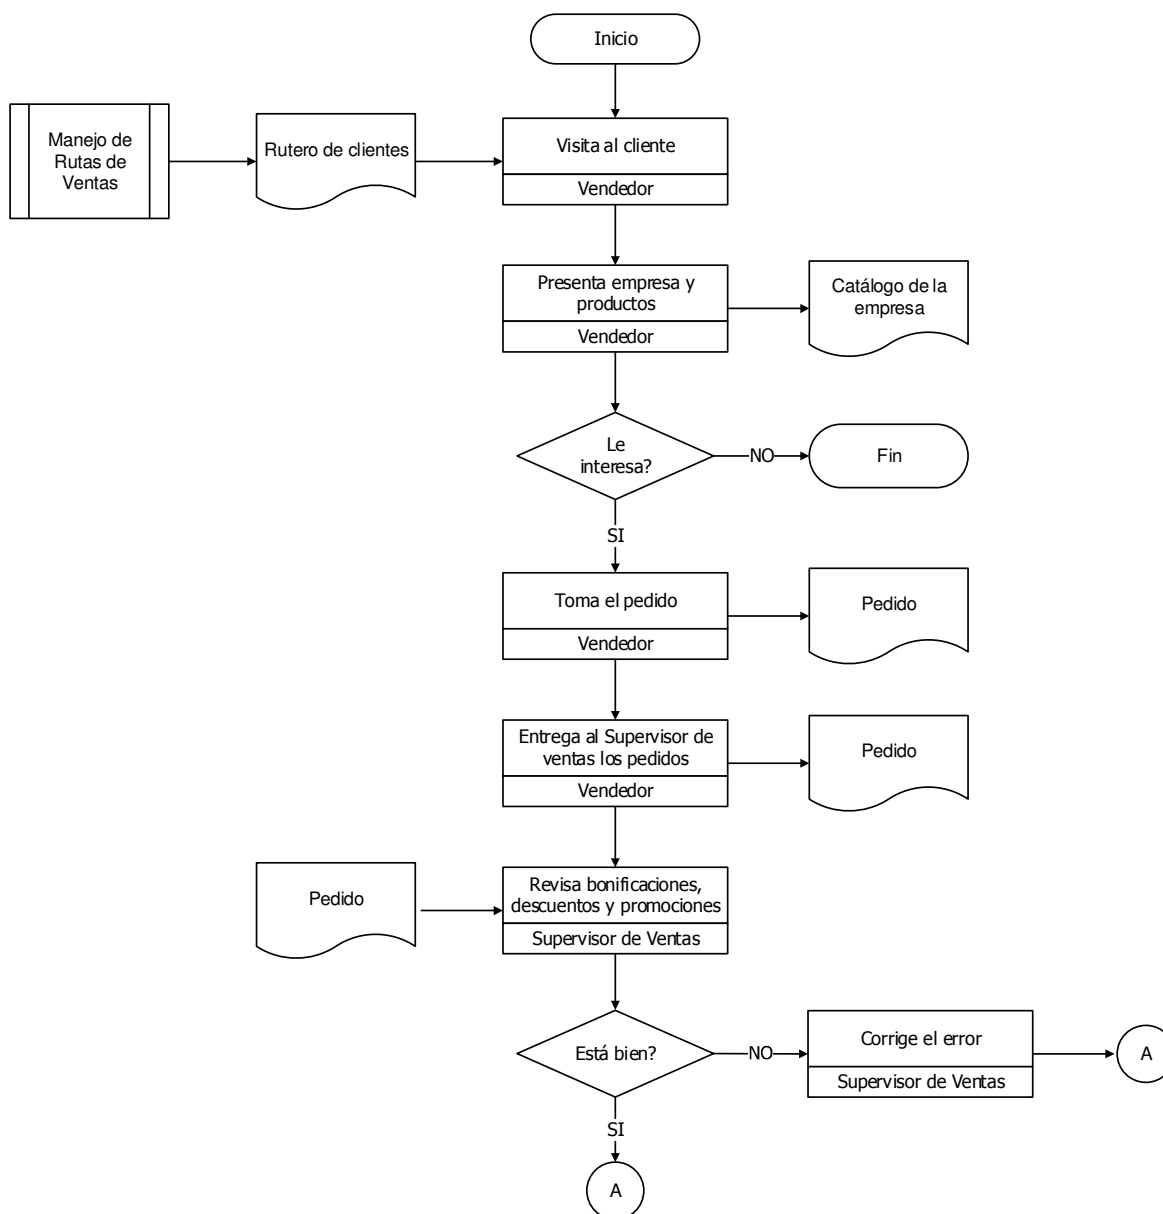 Inicio
Manejo de
Rutas de
Ventas
Rutero de clientes
Visita al cliente
Vendedor
Presenta empresa y
productos
Vendedor
Catálogo de la
empresa
Le
interesa?
NO
Fin
SI
Toma el pedido
Vendedor
Pedido
Entrega al Supervisor de
ventas los pedidos
Vendedor
Pedido
Pedido
Revisa bonificaciones,
descuentos y promociones
Supervisor de Ventas
Está bien?
NO
Corrige el error
Supervisor de Ventas
A
SI
A